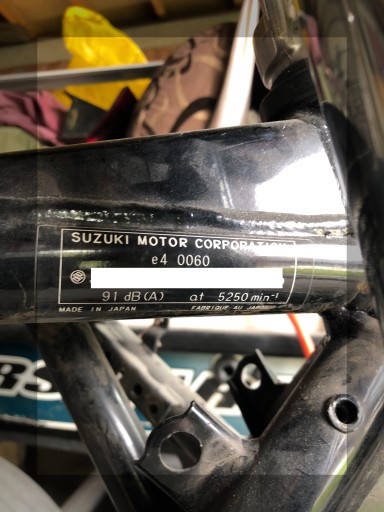 SUZUKI MOTOR CORPORATION
e4 0060
91 dB(A) at 5250 min⁻¹
MADE IN JAPAN FABRIQUE AU JAPON